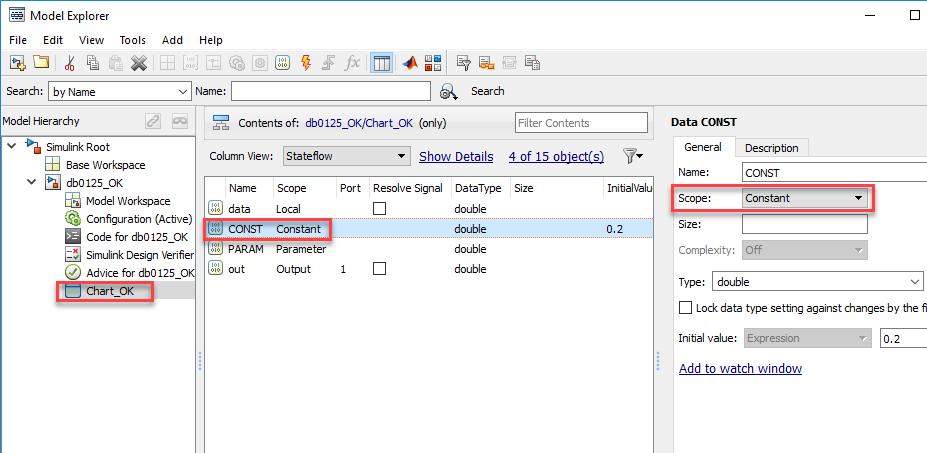 Model Explorer
File Edit View Tools Add Help
Search: by Name Name: Search
Model Hierarchy
Simulink Root
Base Workspace
db0125_OK
Model Workspace
Configuration (Active)
Code for db0125_OK
Simulink Design Verifier
Advice for db0125_OK
Chart_OK
Contents of: db0125_OK/Chart_OK (only) Filter Contents
Column View: Stateflow Show Details 4 of 15 object(s)
Name Scope Port Resolve Signal DataType Size InitialValu
data Local double
CONST Constant double 0.2
PARAM Parameter double
out Output 1 double
Data CONST
General Description
Name: CONST
Scope: Constant
Size:
Complexity: Off
Type: double
Lock data type setting against changes by the fi
Initial value: Expression 0.2
Add to watch window